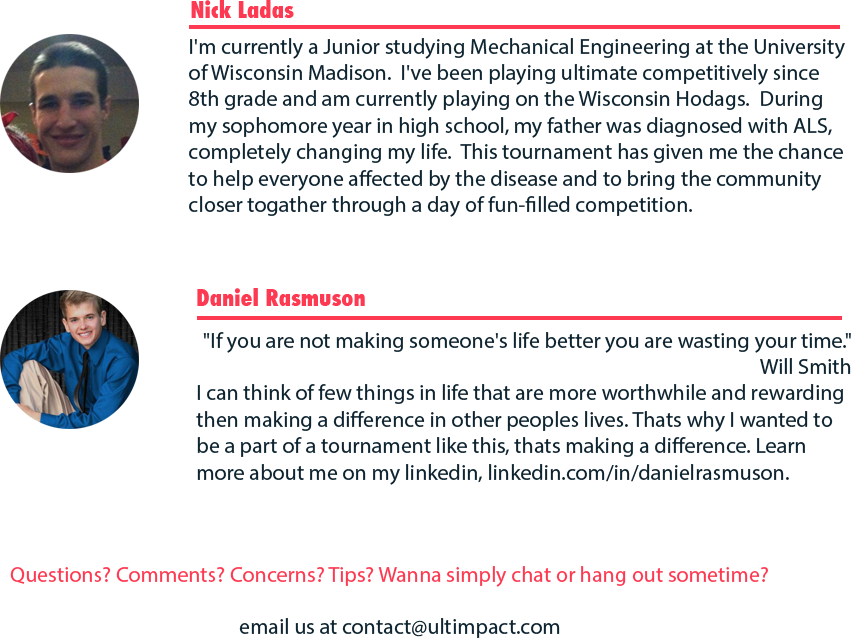 Nick Ladas
I'm currently a Junior studying Mechanical Engineering at the University
of Wisconsin Madison.  I've been playing ultimate competitively since
8th grade and am currently playing on the Wisconsin Hodags.  During
my sophomore year in high school, my father was diagnosed with ALS,
completely changing my life.  This tournament has given me the chance
to help everyone affected by the disease and to bring the community
closer togather through a day of fun-filled competition.
Daniel Rasmuson
"If you are not making someone's life better you are wasting your time."
Will Smith
I can think of few things in life that are more worthwhile and rewarding
then making a difference in other peoples lives. Thats why I wanted to
be a part of a tournament like this, thats making a difference. Learn
more about me on my linkedin, linkedin.com/in/danielrasmuson.
Questions? Comments? Concerns? Tips? Wanna simply chat or hang out sometime?
email us at contact@ultimpact.com